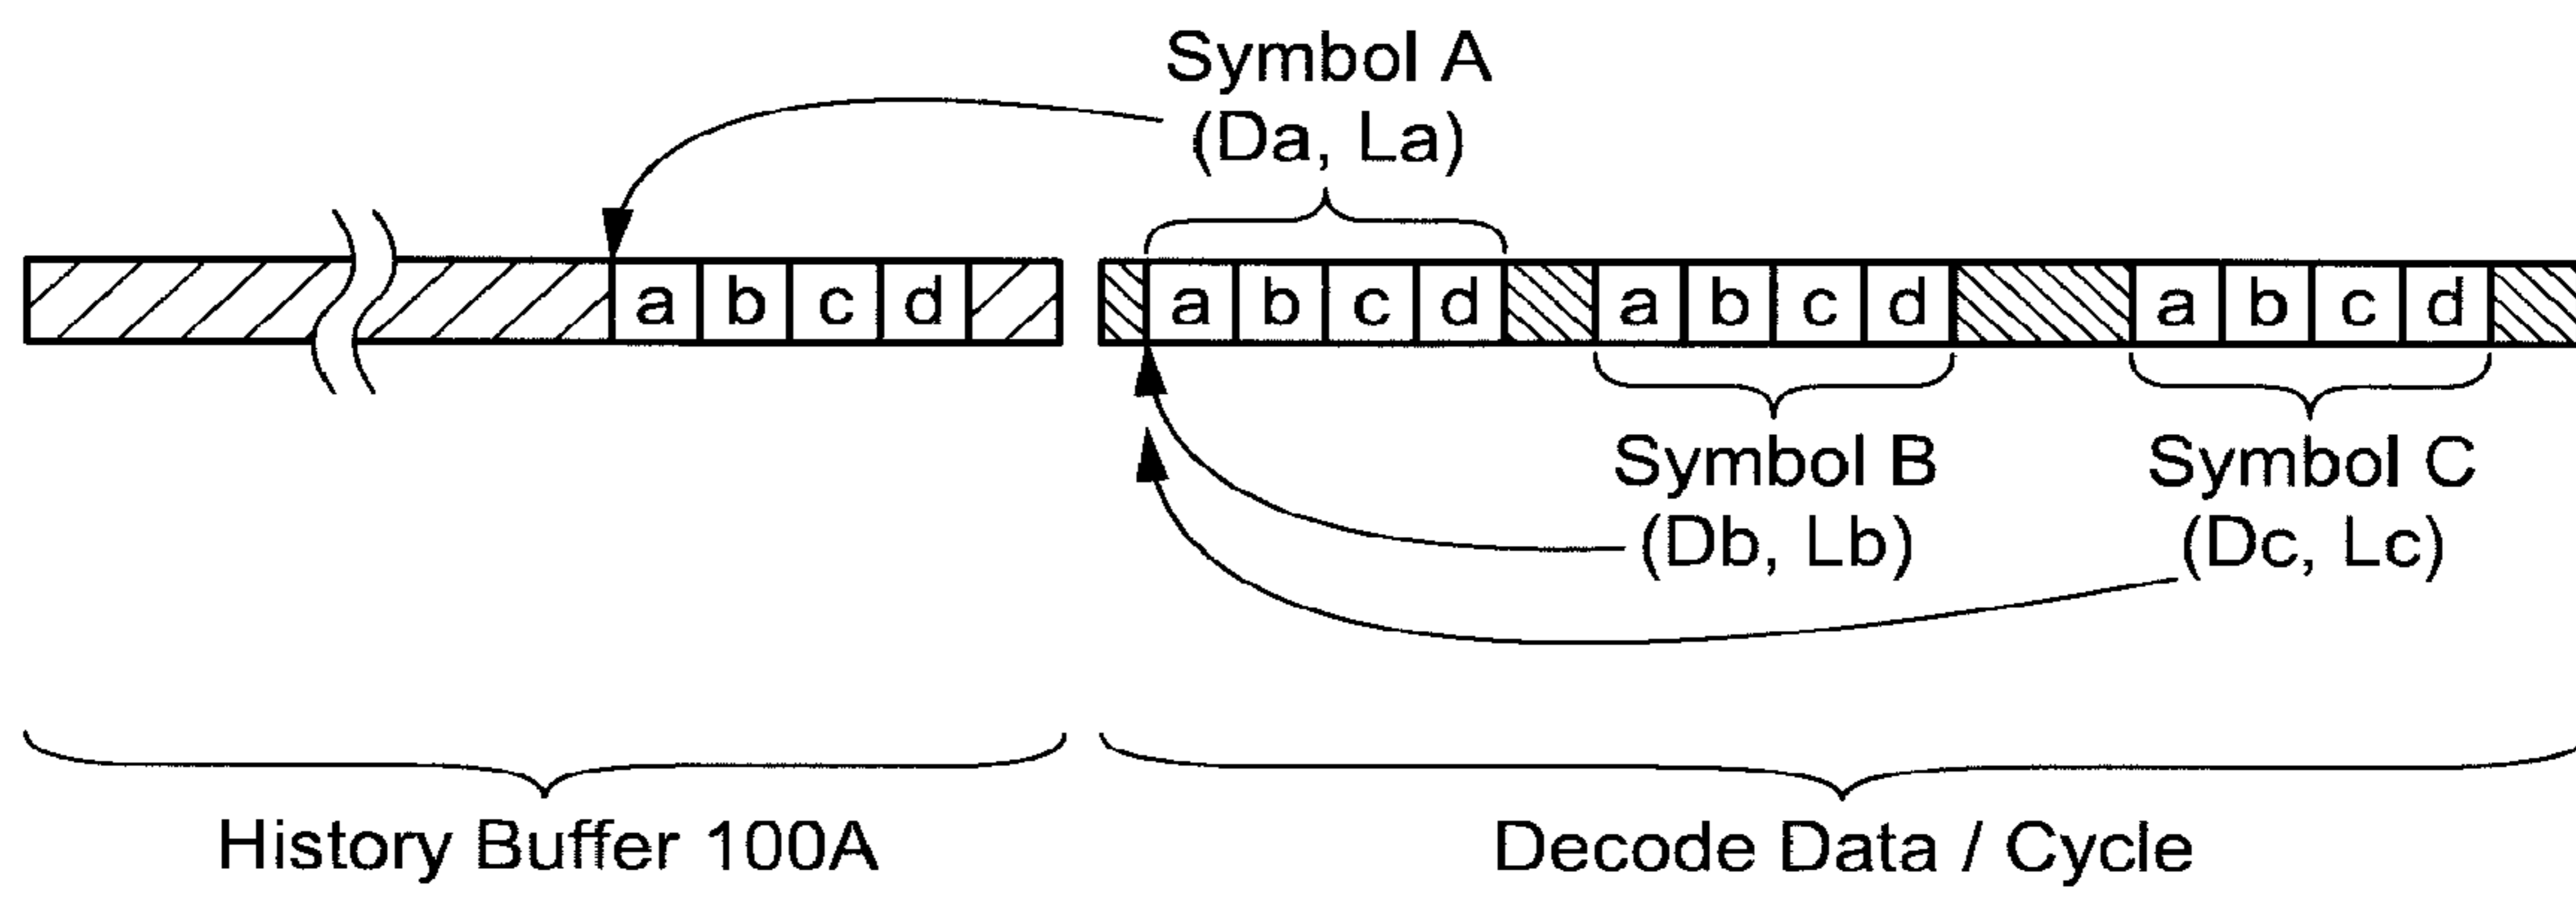 Symbol A
(Da, La)
a b c d a b c d a b c d a b c d
Symbol B
(Db, Lb)
Symbol C
(Dc, Lc)
History Buffer 100A
Decode Data / Cycle